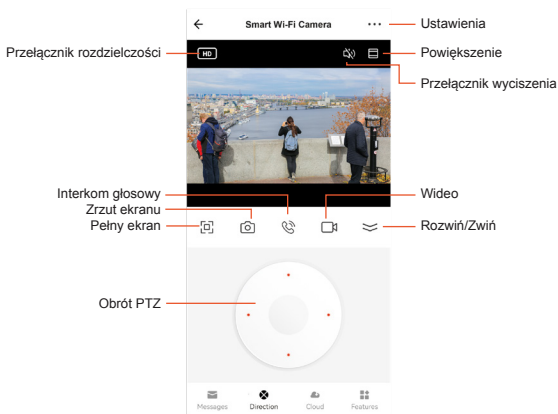 Smart Wi-Fi Camera
Ustawienia
Przełącznik rozdzielczości
HD
Powiększenie
Przełącznik wyciszenia
Interkom głosowy
Zrzut ekranu
Pełny ekran
Wideo
Rozwiń/Zwiń
Obrót PTZ
Messages
Direction
Cloud
Features